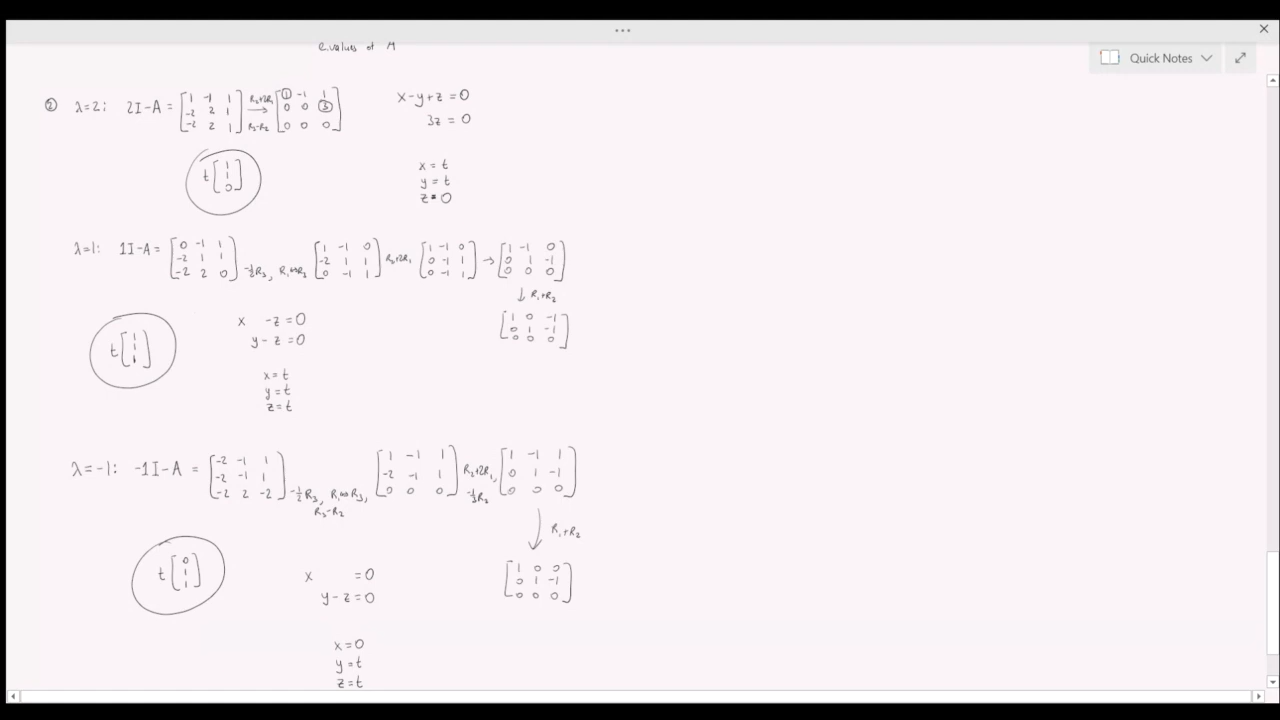 e.values of A
Quick Notes
② λ=2: 2I-A = [1 -1 1; -2 2 1; -2 2 1] R₂+2R₁, R₃-R₂ → [① -1 1; 0 0 ③; 0 0 0]
x-y+z = 0
3z = 0
t[1; 1; 0]
x = t
y = t
z = 0
λ=1: 1I-A = [0 -1 1; -2 1 1; -2 2 0] -½R₃, R₁↔R₃ [1 -1 0; -2 1 1; 0 -1 1] R₂+2R₁ [1 -1 0; 0 -1 1; 0 -1 1] → [1 -1 0; 0 1 -1; 0 0 0]
↓ R₁+R₂
[1 0 -1; 0 1 -1; 0 0 0]
x -z = 0
y - z = 0
t[1; 1; 1]
x = t
y = t
z = t
λ=-1: -1I-A = [-2 -1 1; -2 -1 1; -2 2 -2] -½R₃, R₁↔R₃, R₃-R₂ [1 -1 1; -2 -1 1; 0 0 0] R₂+2R₁, -⅓R₂ [1 -1 1; 0 1 -1; 0 0 0]
↓ R₁+R₂
[1 0 0; 0 1 -1; 0 0 0]
t[0; 1; 1]
x = 0
y - z = 0
x = 0
y = t
z = t